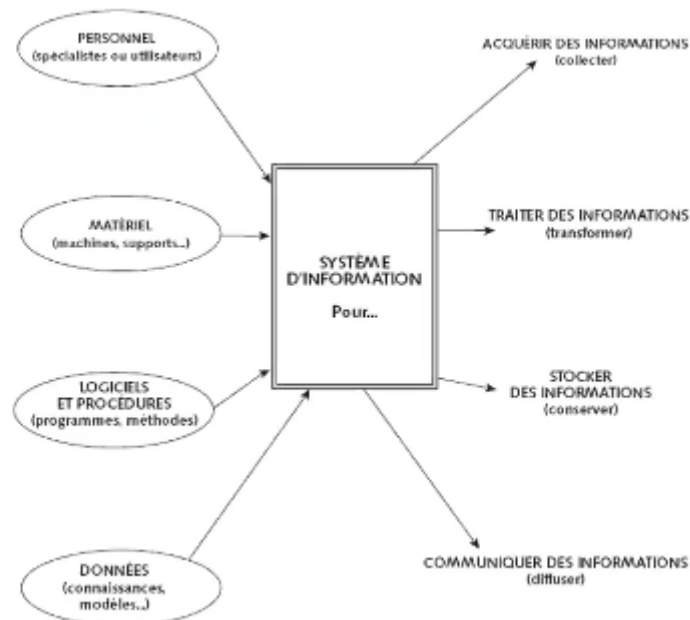 PERSONNEL
(spécialistes ou utilisateurs)
MATÉRIEL
(machines, supports...)
LOGICIELS
ET PROCÉDURES
(programmes, méthodes)
DONNÉES
(connaissances,
modèles...)
SYSTÈME
D'INFORMATION
Pour...
ACQUÉRIR DES INFORMATIONS
(collecter)
TRAITER DES INFORMATIONS
(transformer)
STOCKER
DES INFORMATIONS
(conserver)
COMMUNIQUER DES INFORMATIONS
(diffuser)